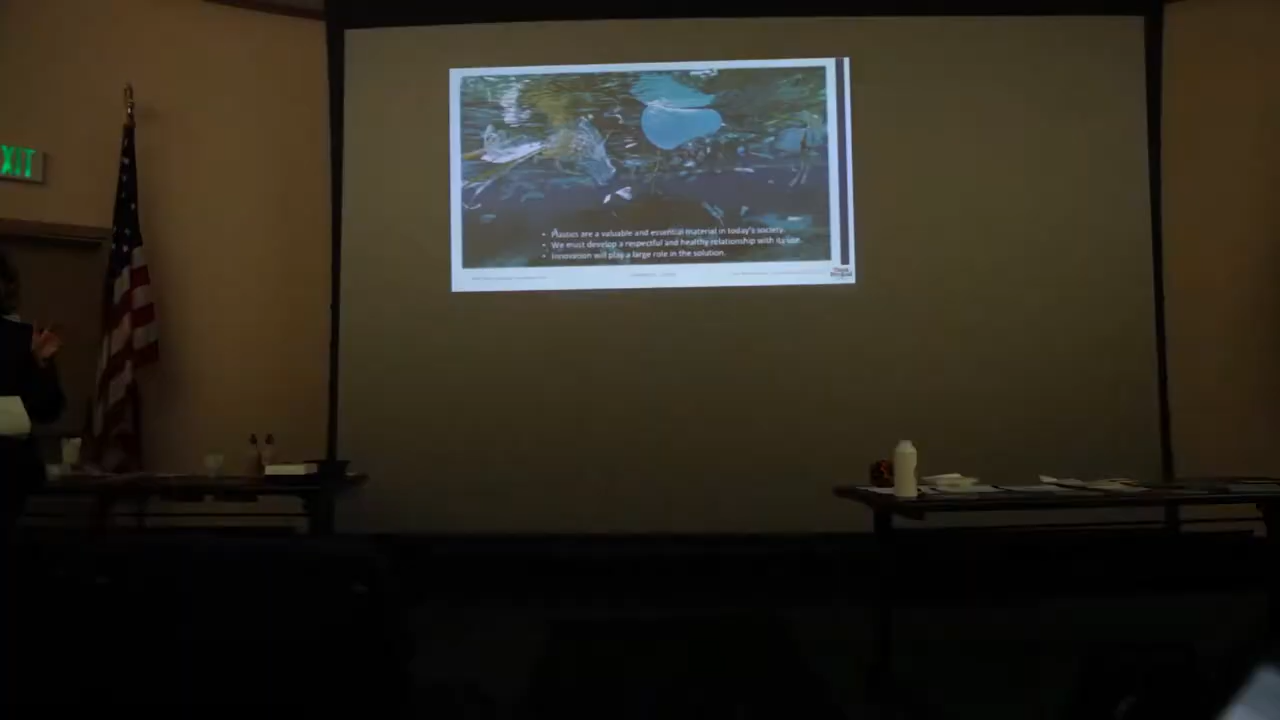 XIT
• Plastics are a valuable and essential material in today's society.
• We must develop a respectful and healthy relationship with its use.
• Innovation will play a large role in the solution.